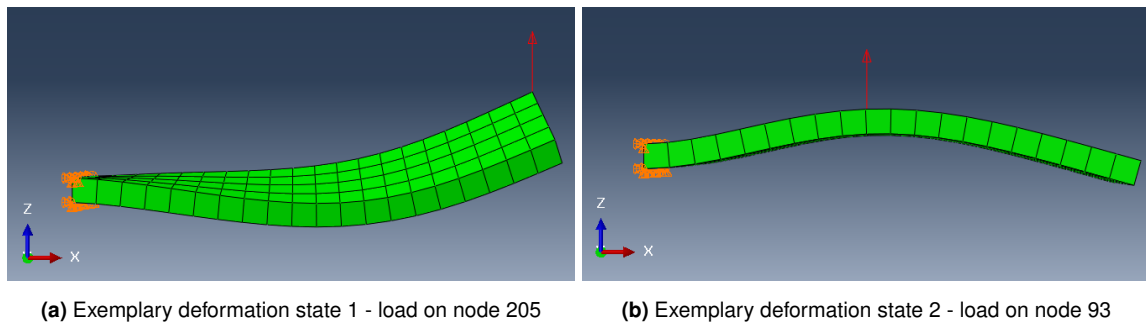 Z
X
Z
X
(a) Exemplary deformation state 1 - load on node 205
(b) Exemplary deformation state 2 - load on node 93